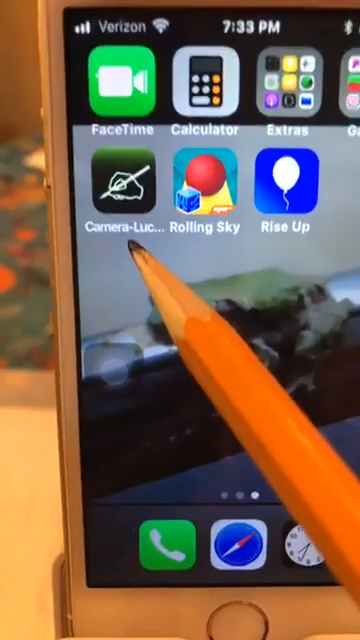 Verizon 7:33 PM
FaceTime Calculator Extras
Camera-Luc... Rolling Sky Rise Up